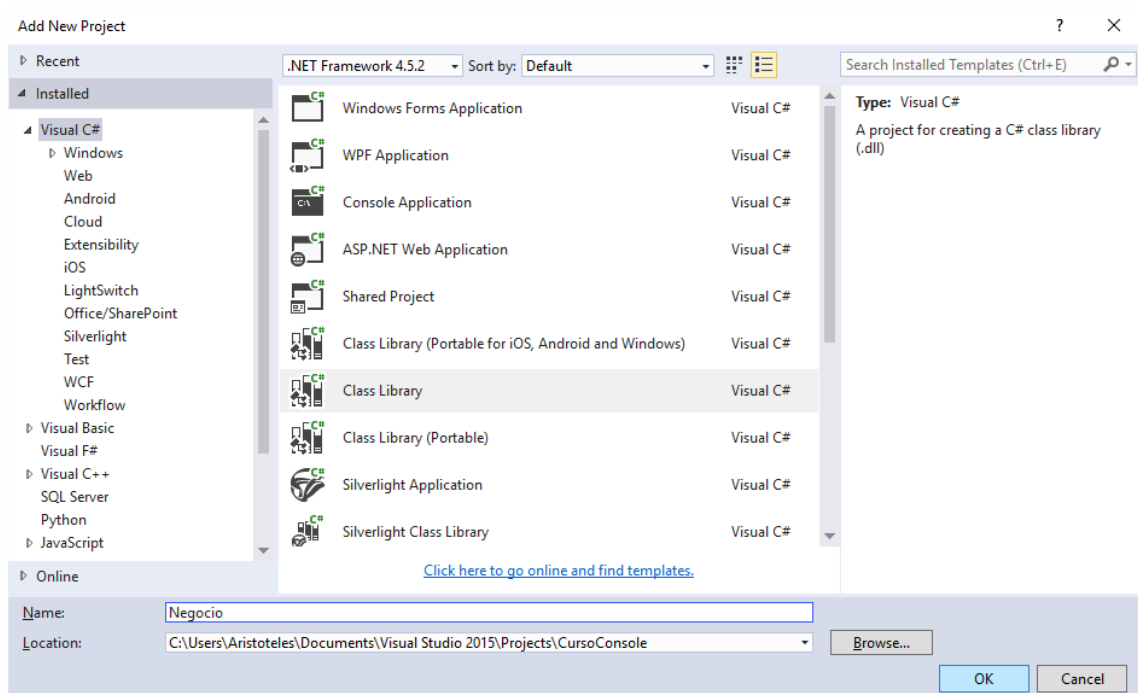 Add New Project
?
Recent
.NET Framework 4.5.2
Sort by: Default
Search Installed Templates (Ctrl+E)
Installed
Visual C#
Windows
Web
Android
Cloud
Extensibility
iOS
LightSwitch
Office/SharePoint
Silverlight
Test
WCF
Workflow
Visual Basic
Visual F#
Visual C++
SQL Server
Python
JavaScript
Online
C# Windows Forms Application Visual C#
C# WPF Application Visual C#
C# Console Application Visual C#
C# ASP.NET Web Application Visual C#
C# Shared Project Visual C#
C# Class Library (Portable for iOS, Android and Windows) Visual C#
C# Class Library Visual C#
C# Class Library (Portable) Visual C#
C# Silverlight Application Visual C#
C# Silverlight Class Library Visual C#
Click here to go online and find templates.
Type: Visual C#
A project for creating a C# class library
(.dll)
Name: Negocio
Location: C:\Users\Aristoteles\Documents\Visual Studio 2015\Projects\CursoConsole
Browse...
OK
Cancel